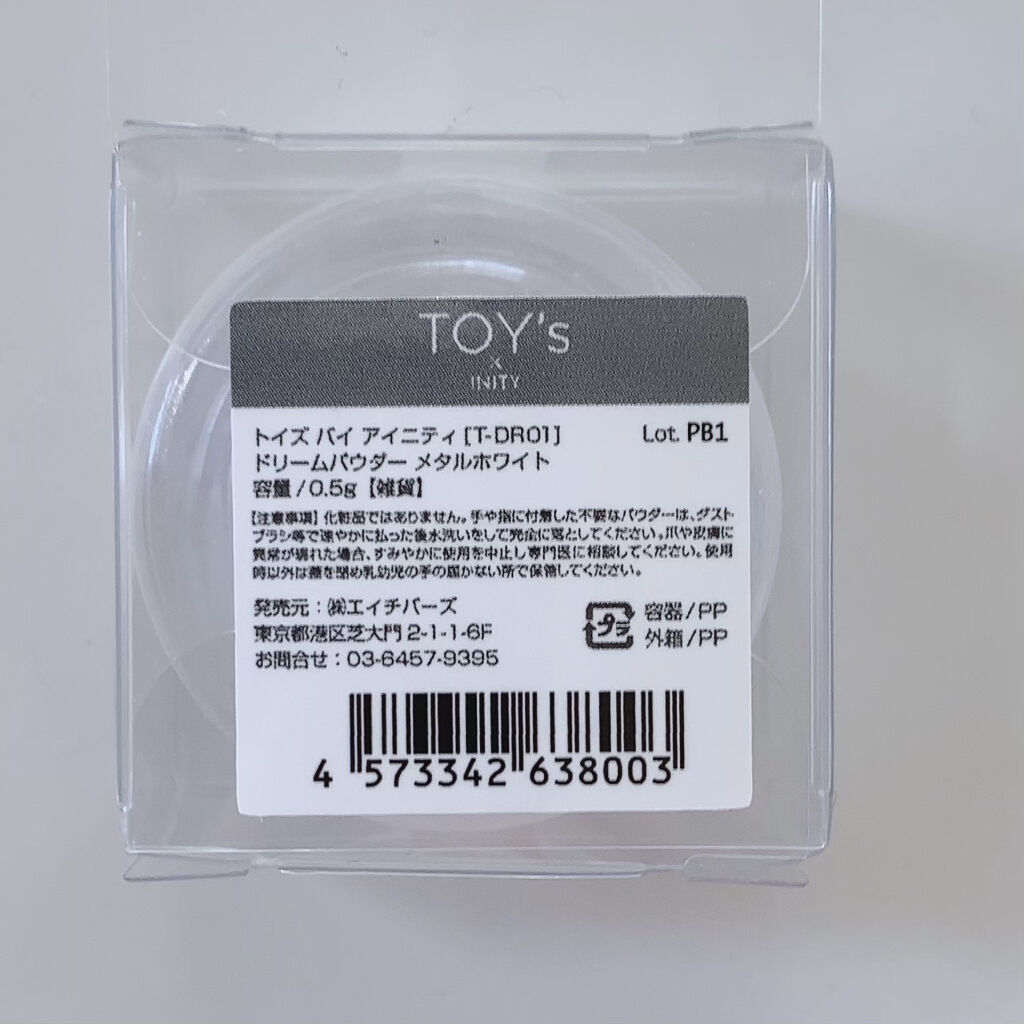 TOY's
×
INITY
トイズ バイ アイニティ [T-DR01] Lot. PB1
ドリームパウダー メタルホワイト
容量/0.5g【雑貨】
【注意事項】化粧品ではありません。手や指に付着した不要なパウダーは、ダスト
ブラシ等で速やかに払った後水洗いをして完全に落としてください。爪や皮膚に
異常が現れた場合、すみやかに使用を中止し専門医に相談してください。使用
時以外は蓋を閉め乳幼児の手の届かない所で保管してください。
発売元:㈱エイチバーズ
東京都港区芝大門2-1-1-6F
お問合せ:03-6457-9395
プラ
容器/PP
外箱/PP
4 573342 638003